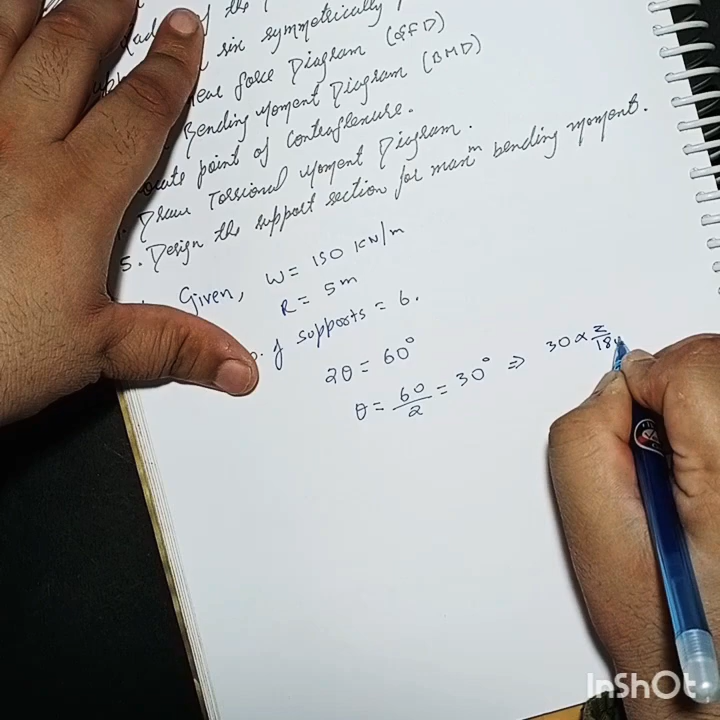 of the
six symmetrically
Force Diagram (SFD)
Bending Moment Diagram (BMD)
point of Contraflexure.
Draw Torsional Moment Diagram.
5. Design the support section for maxm bending moment.
Given, W = 150 KN/m
R = 5m
of supports = 6.
2θ = 60°
θ = 60/2 = 30° ⇒ 30 × π/18
InShOt